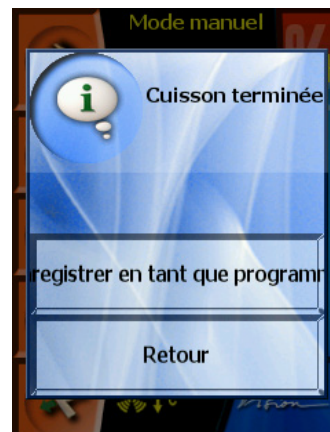 Mode manuel
Cuisson terminée
registrer en tant que programm
Retour